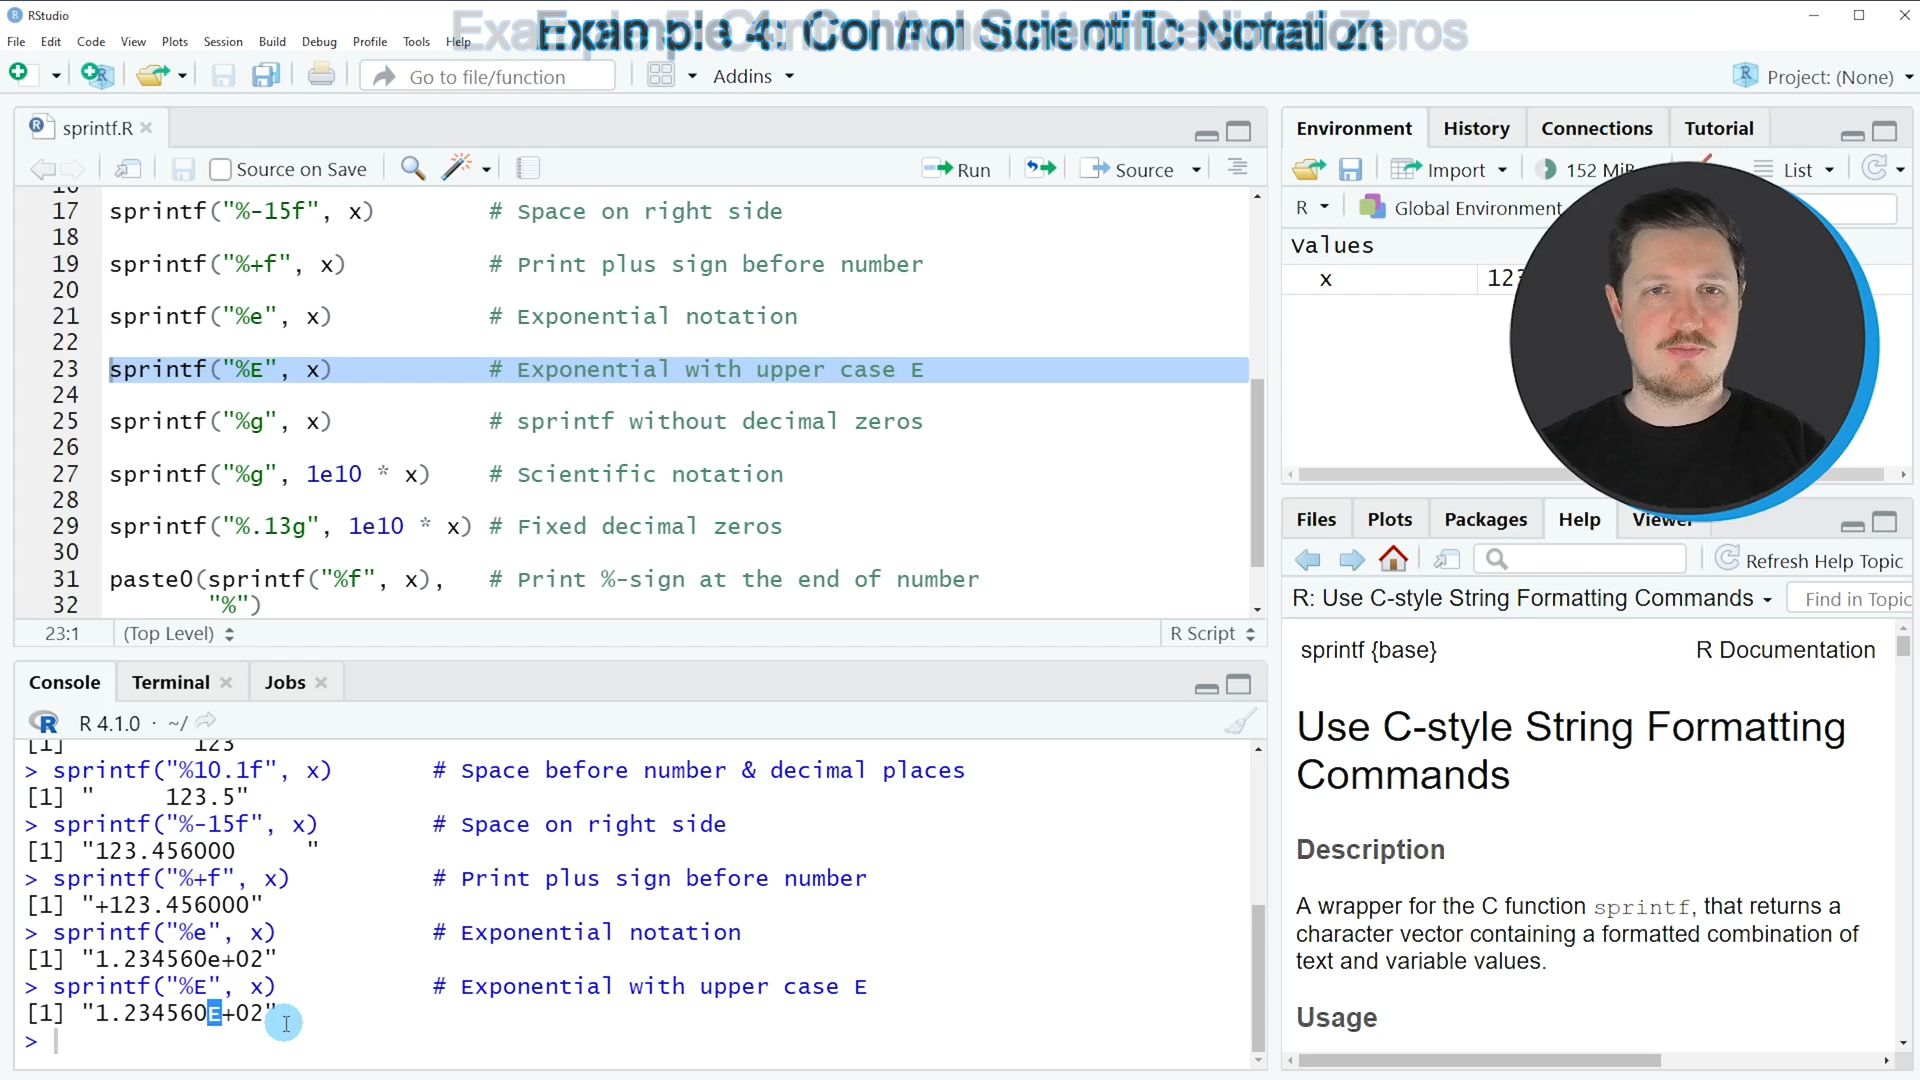 RStudio
Example 4: Control Scientific Notation
File Edit Code View Plots Session Build Debug Profile Tools Help
Go to file/function
Addins
Project: (None)
sprintf.R
Source on Save
Run
Source
17 sprintf("%-15f", x) # Space on right side
18
19 sprintf("%+f", x) # Print plus sign before number
20
21 sprintf("%e", x) # Exponential notation
22
23 sprintf("%E", x) # Exponential with upper case E
24
25 sprintf("%g", x) # sprintf without decimal zeros
26
27 sprintf("%g", 1e10 * x) # Scientific notation
28
29 sprintf("%.13g", 1e10 * x) # Fixed decimal zeros
30
31 paste0(sprintf("%f", x), # Print %-sign at the end of number
32 "%")
23:1 (Top Level) R Script
Console Terminal Jobs
R 4.1.0 · ~/
[1] 123
> sprintf("%10.1f", x) # Space before number & decimal places
[1] "     123.5"
> sprintf("%-15f", x) # Space on right side
[1] "123.456000     "
> sprintf("%+f", x) # Print plus sign before number
[1] "+123.456000"
> sprintf("%e", x) # Exponential notation
[1] "1.234560e+02"
> sprintf("%E", x) # Exponential with upper case E
[1] "1.234560E+02"
>
Environment History Connections Tutorial
Import
152 MiB
List
R Global Environment
Values
x 123
Files Plots Packages Help Viewer
Refresh Help Topic
R: Use C-style String Formatting Commands
Find in Topic
sprintf {base} R Documentation
Use C-style String Formatting
Commands
Description
A wrapper for the C function sprintf, that returns a
character vector containing a formatted combination of
text and variable values.
Usage